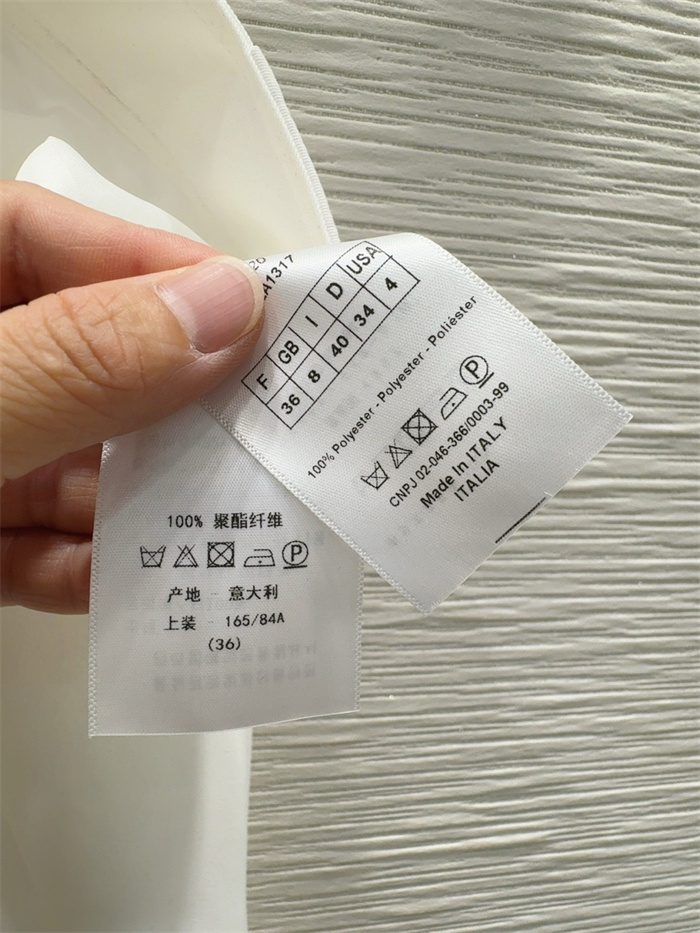 A1317
F GB I D USA
36 8 40 34 4
100% Polyester - Polyester - Poliéster
CNPJ 02-046-366/0003-99
Made In ITALY
ITALIA
100% 聚酯纤维
产地 - 意大利
上装 - 165/84A
(36)